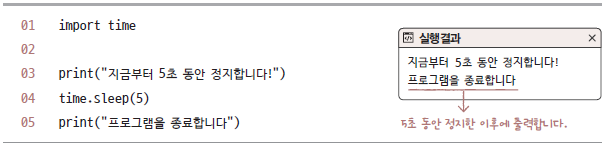 01 import time
02
03 print("지금부터 5초 동안 정지합니다!")
04 time.sleep(5)
05 print("프로그램을 종료합니다")
실행결과
지금부터 5초 동안 정지합니다!
프로그램을 종료합니다
5초 동안 정지한 이후에 출력합니다.